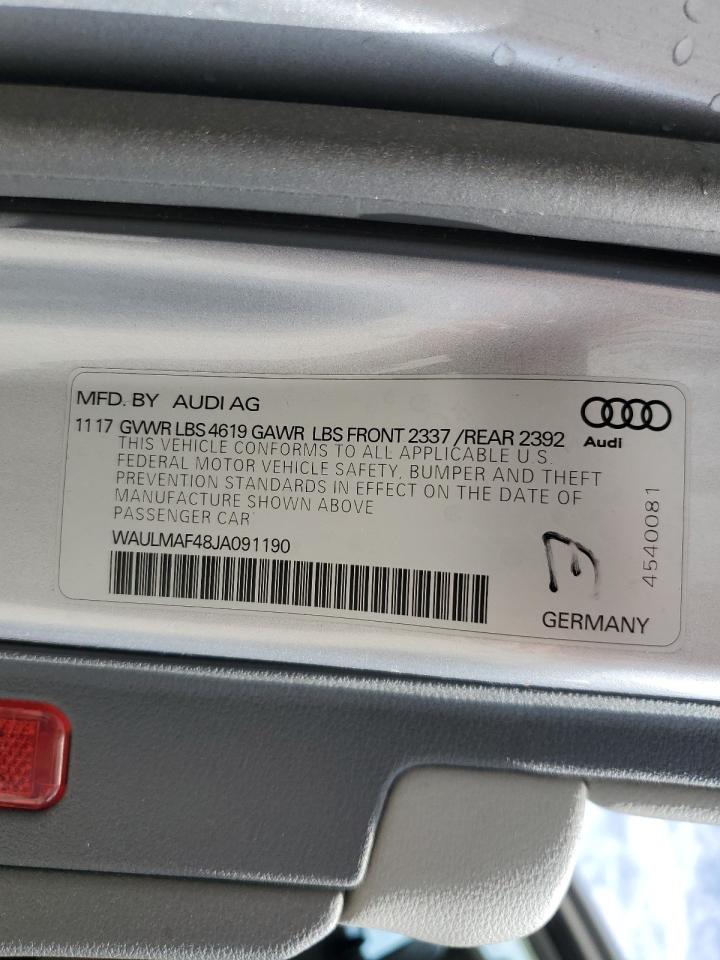 MFD. BY AUDI AG
11 17 GVWR LBS 4619 GAWR LBS FRONT 2337 /REAR 2392
Audi
THIS VEHICLE CONFORMS TO ALL APPLICABLE U S.
FEDERAL MOTOR VEHICLE SAFETY, BUMPER AND THEFT
PREVENTION STANDARDS IN EFFECT ON THE DATE OF
MANUFACTURE SHOWN ABOVE
PASSENGER CAR
WAULMAF48JA091190
4540081
GERMANY